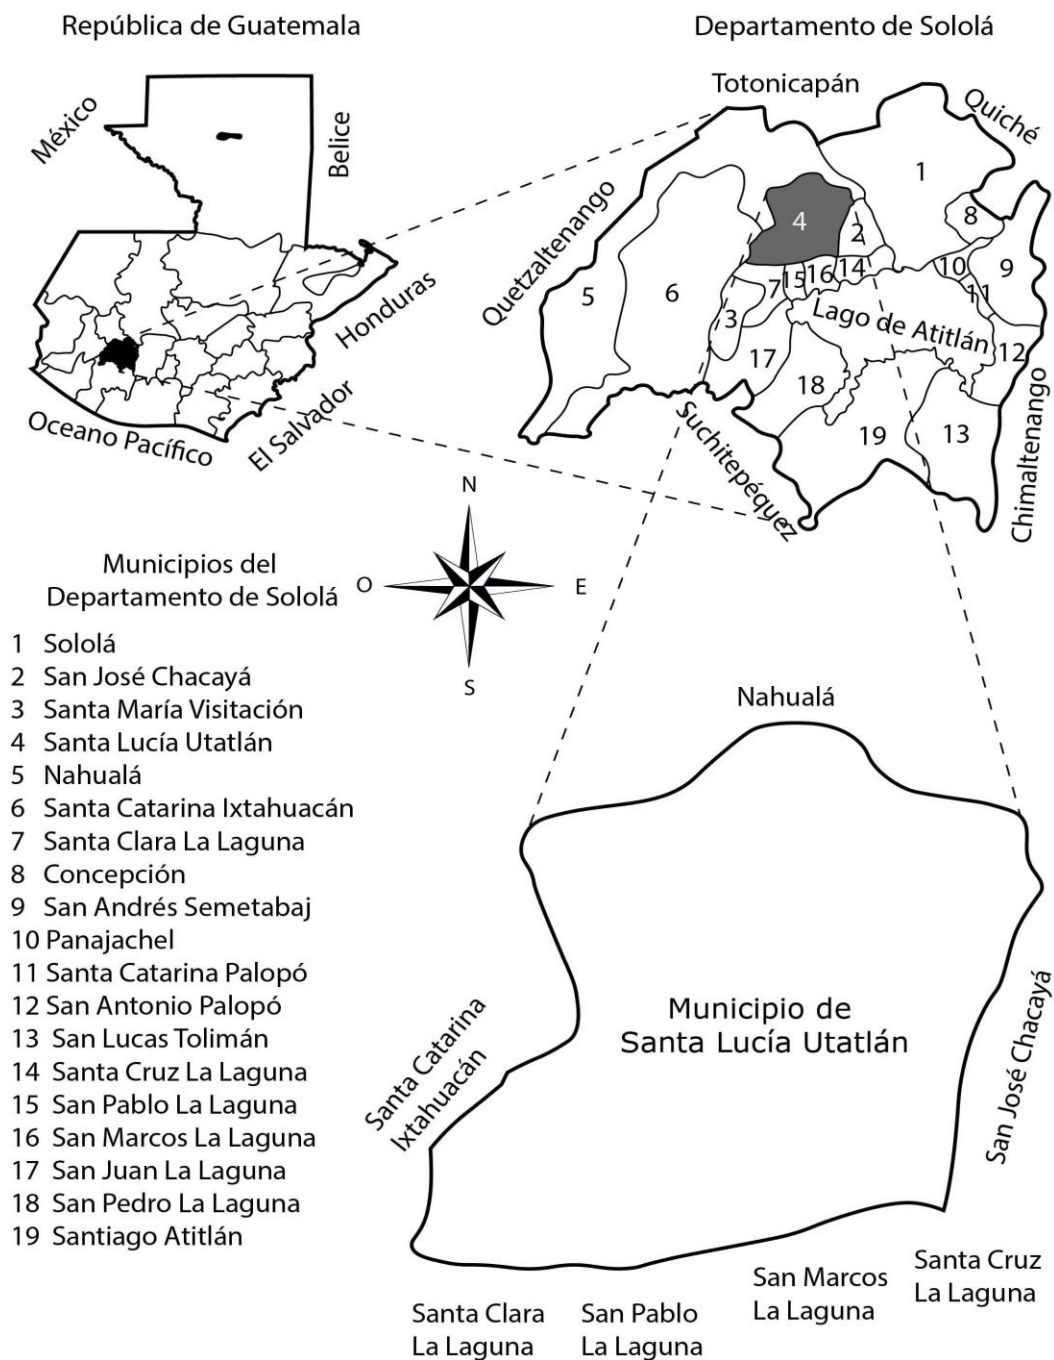 República de Guatemala
México
Belice
Honduras
El Salvador
Oceano Pacífico
Departamento de Sololá
Totonicapán
Quiché
Quetzaltenango
Suchitepéquez
Chimaltenango
Lago de Atitlán
1
8
4
2
9
10
15
16
14
11
5
6
7
3
12
17
18
19
13
N
O
E
S
Municipios del
Departamento de Sololá
1 Sololá
2 San José Chacayá
3 Santa María Visitación
4 Santa Lucía Utatlán
5 Nahualá
6 Santa Catarina Ixtahuacán
7 Santa Clara La Laguna
8 Concepción
9 San Andrés Semetabaj
10 Panajachel
11 Santa Catarina Palopó
12 San Antonio Palopó
13 San Lucas Tolimán
14 Santa Cruz La Laguna
15 San Pablo La Laguna
16 San Marcos La Laguna
17 San Juan La Laguna
18 San Pedro La Laguna
19 Santiago Atitlán
Nahualá
Santa Catarina
Ixtahuacán
Municipio de
Santa Lucía Utatlán
San José Chacayá
Santa Clara
La Laguna
San Pablo
La Laguna
San Marcos
La Laguna
Santa Cruz
La Laguna